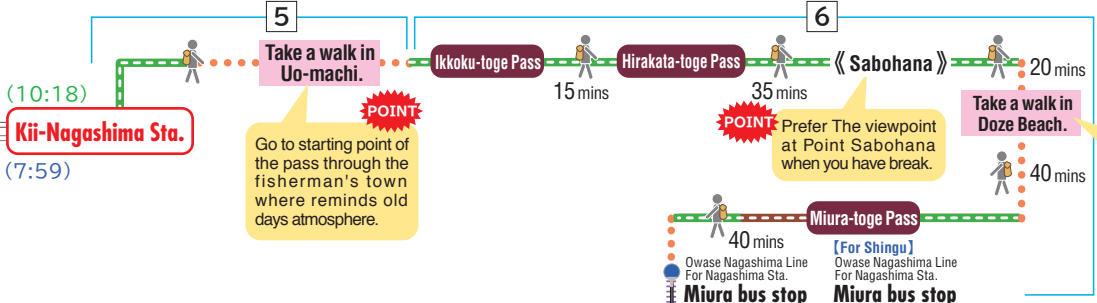 5
6
Take a walk in
Uo-machi.
Ikkoku-toge Pass
15 mins
Hirakata-toge Pass
35 mins
《 Sabohana 》
20 mins
(10:18)
Kii-Nagashima Sta.
(7:59)
POINT
Go to starting point of
the pass through the
fisherman's town
where reminds old
days atmosphere.
POINT
Prefer The viewpoint
at Point Sabohana
when you have break.
Take a walk in
Doze Beach.
40 mins
Miura-toge Pass
40 mins
Owase Nagashima Line
For Nagashima Sta.
Miura bus stop
【For Shingu】
Owase Nagashima Line
For Nagashima Sta.
Miura bus stop